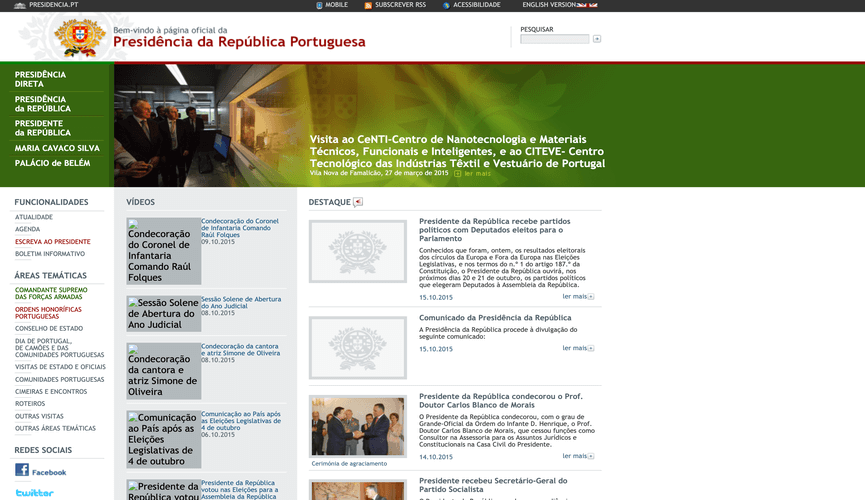 PRESIDENCIA.PT
MOBILE
SUBSCREVER RSS
ACESSIBILIDADE
ENGLISH VERSION
Bem-vindo à página oficial da
Presidência da República Portuguesa
PESQUISAR
PRESIDÊNCIA
DIRETA
PRESIDÊNCIA
da REPÚBLICA
PRESIDENTE
da REPÚBLICA
MARIA CAVACO SILVA
PALÁCIO de BELÉM
Visita ao CeNTI-Centro de Nanotecnologia e Materiais
Técnicos, Funcionais e Inteligentes, e ao CITEVE- Centro
Tecnológico das Indústrias Têxtil e Vestuário de Portugal
Vila Nova de Famalicão, 27 de março de 2015 ler mais
FUNCIONALIDADES
ATUALIDADE
AGENDA
ESCREVA AO PRESIDENTE
BOLETIM INFORMATIVO
ÁREAS TEMÁTICAS
COMANDANTE SUPREMO
DAS FORÇAS ARMADAS
ORDENS HONORÍFICAS
PORTUGUESAS
CONSELHO DE ESTADO
DIA DE PORTUGAL,
DE CAMÕES E DAS
COMUNIDADES PORTUGUESAS
VISITAS DE ESTADO E OFICIAIS
COMUNIDADES PORTUGUESAS
CIMEIRAS E ENCONTROS
ROTEIROS
OUTRAS VISITAS
OUTRAS ÁREAS TEMÁTICAS
REDES SOCIAIS
Facebook
twitter
VÍDEOS
Condecoração
do Coronel de
Infantaria
Comando Raúl
Folques
Condecoração do Coronel
de Infantaria Comando
Raúl Folques
09.10.2015
Sessão Solene
de Abertura do
Ano Judicial
Sessão Solene de Abertura
do Ano Judicial
08.10.2015
Condecoração
da cantora e
atriz Simone de
Oliveira
Condecoração da cantora
e atriz Simone de Oliveira
08.10.2015
Comunicação
ao País após as
Eleições
Legislativas de
4 de outubro
Comunicação ao País após
as Eleições Legislativas de
4 de outubro
06.10.2015
Presidente da
República votou
Presidente da República
votou nas Eleições para a
Assembleia da República
DESTAQUE
Presidente da República recebe partidos
políticos com Deputados eleitos para o
Parlamento
Conhecidos que foram, ontem, os resultados eleitorais
dos círculos da Europa e Fora da Europa nas Eleições
Legislativas, e nos termos do n.º 1 do artigo 187.º da
Constituição, o Presidente da República ouvirá, nos
próximos dias 20 e 21 de outubro, os partidos políticos
que elegeram Deputados à Assembleia da República.
15.10.2015
ler mais
Comunicado da Presidência da República
A Presidência da República procede à divulgação do
seguinte comunicado:
15.10.2015
ler mais
Cerimónia de agraciamento
Presidente da República condecorou o Prof.
Doutor Carlos Blanco de Morais
O Presidente da República condecorou, com o grau de
Grande-Oficial da Ordem do Infante D. Henrique, o Prof.
Doutor Carlos Blanco de Morais, que cessou funções como
Consultor na Assessoria para os Assuntos Jurídicos e
Constitucionais na Casa Civil do Presidente.
14.10.2015
ler mais
Presidente recebeu Secretário-Geral do
Partido Socialista